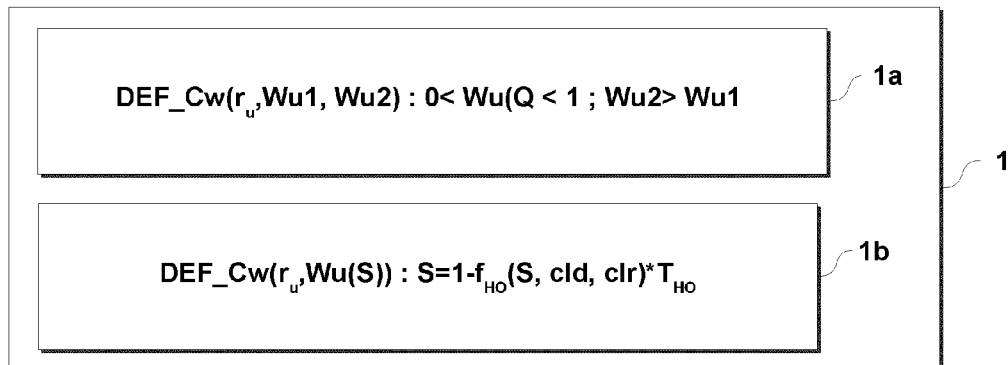 DEF_Cw(r_u,Wu1, Wu2) : 0< Wu(Q < 1 ; Wu2> Wu1
1a
1
DEF_Cw(r_u,Wu(S)) : S=1-f_HO(S, cld, clr)*T_HO
1b